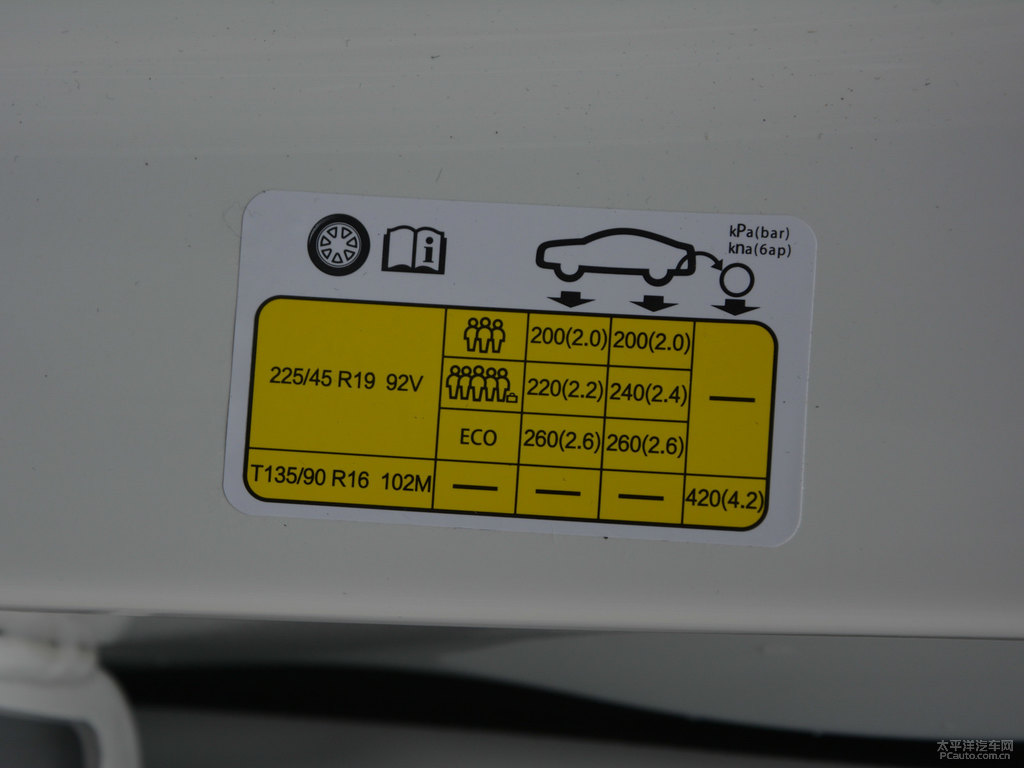 kPa(bar)
kпа(бар)
225/45 R19 92V
200(2.0) 200(2.0)
220(2.2) 240(2.4)
—
ECO 260(2.6) 260(2.6)
T135/90 R16 102M — — — 420(4.2)
太平洋汽车网
PCauto.com.cn